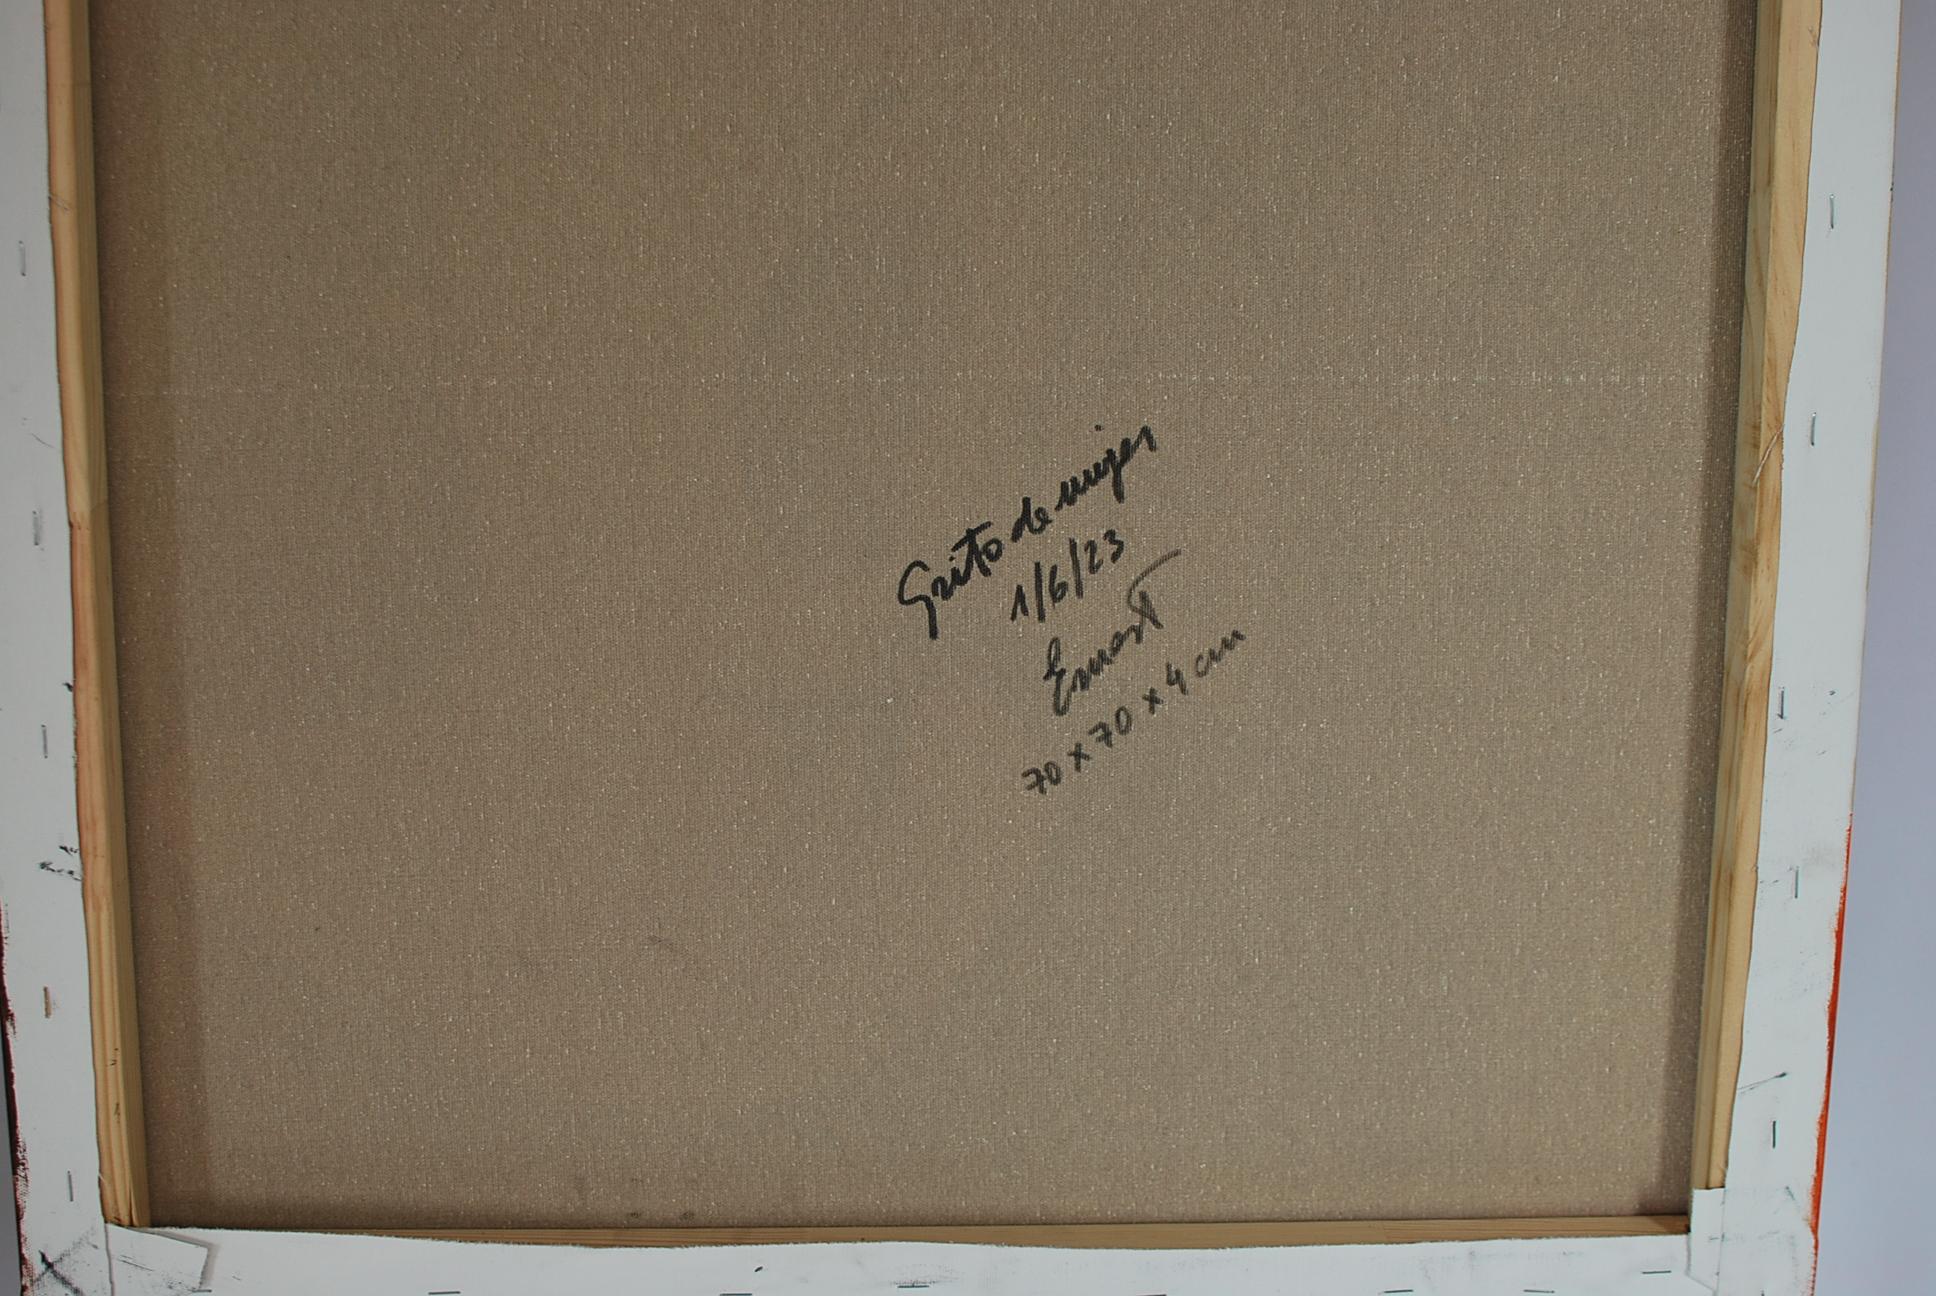 Grito de mujer
1/6/23
Ernest
70 x 70 x 4 cm